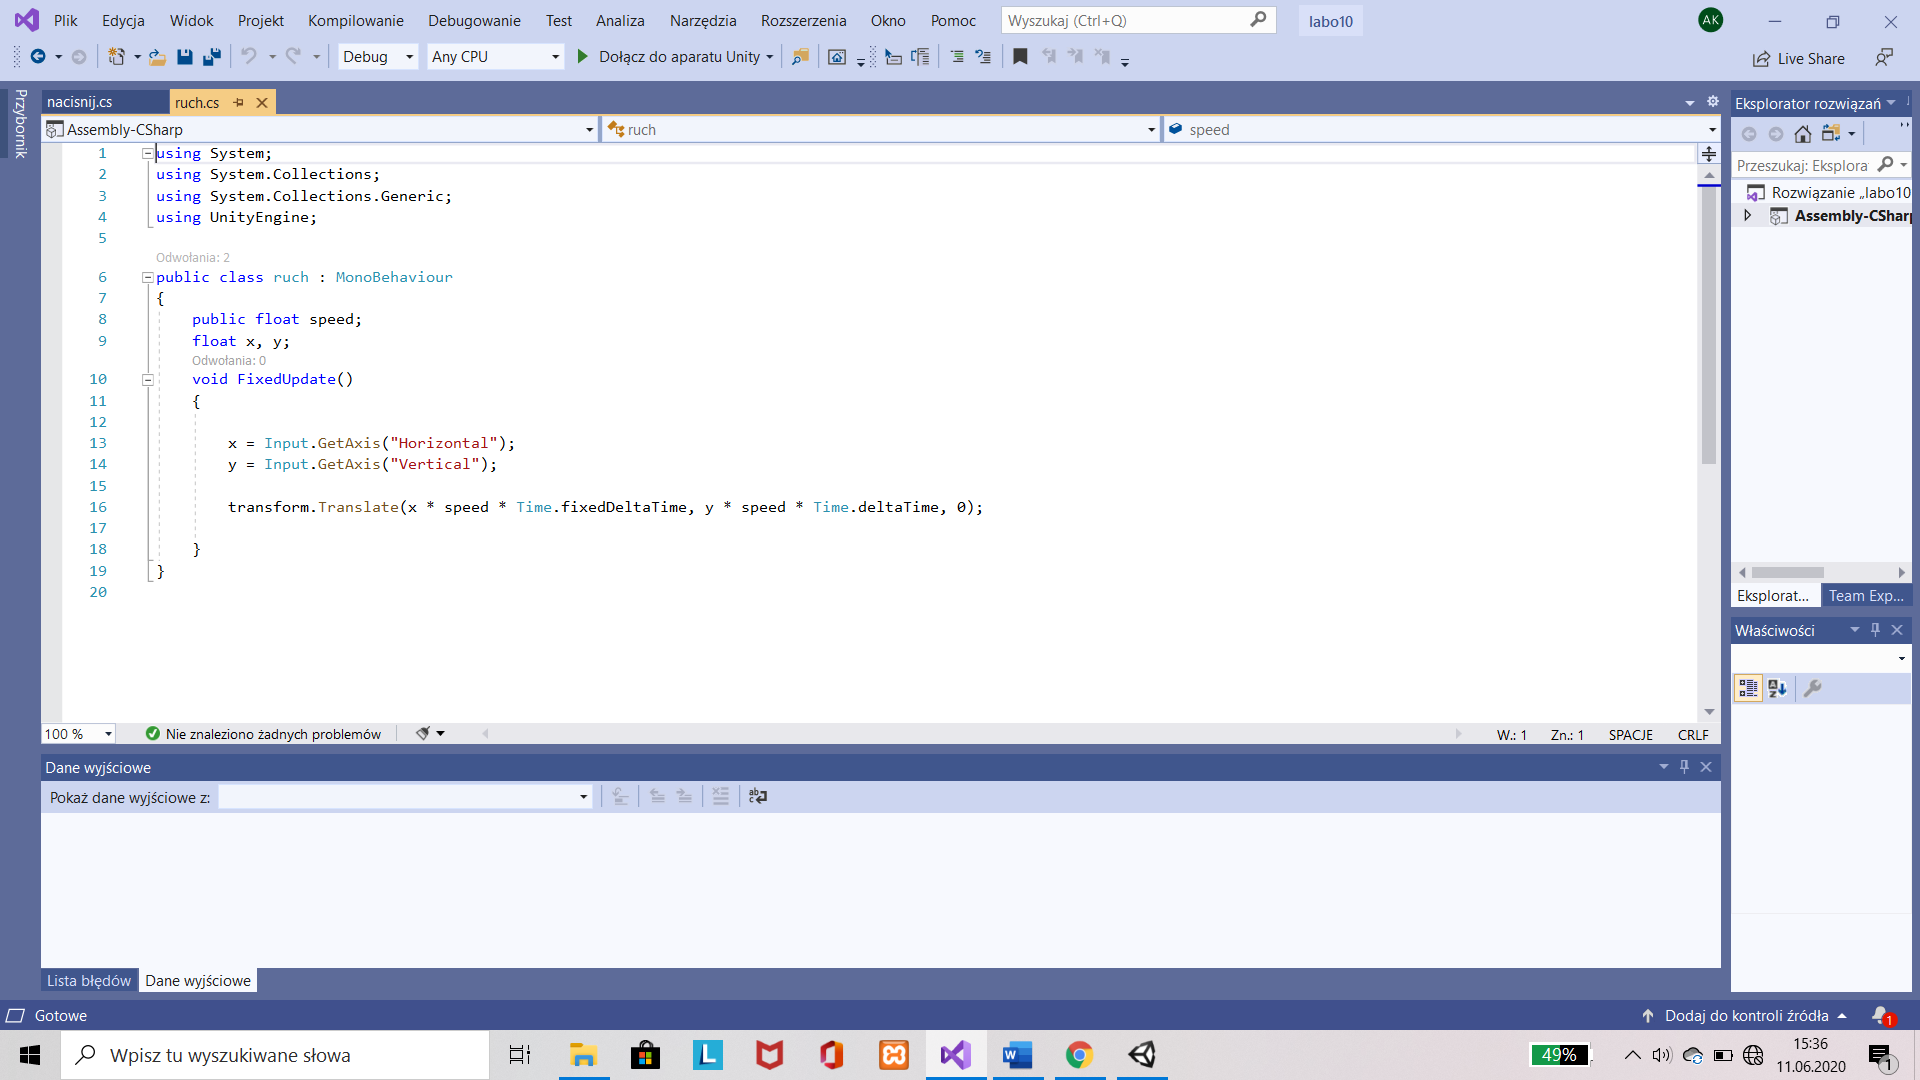 Plik Edycja Widok Projekt Kompilowanie Debugowanie Test Analiza Narzędzia Rozszerzenia Okno Pomoc Wyszukaj (Ctrl+Q) labo10 AK
Debug Any CPU Dołącz do aparatu Unity Live Share
Przybornik
nacisnij.cs ruch.cs
Assembly-CSharp ruch speed
1 using System;
2 using System.Collections;
3 using System.Collections.Generic;
4 using UnityEngine;
5
Odwołania: 2
6 public class ruch : MonoBehaviour
7 {
8 public float speed;
9 float x, y;
Odwołania: 0
10 void FixedUpdate()
11 {
12
13 x = Input.GetAxis("Horizontal");
14 y = Input.GetAxis("Vertical");
15
16 transform.Translate(x * speed * Time.fixedDeltaTime, y * speed * Time.deltaTime, 0);
17
18 }
19 }
20
100 % Nie znaleziono żadnych problemów W.: 1 Zn.: 1 SPACJE CRLF
Eksplorator rozwiązań
Przeszukaj: Eksplora
Rozwiązanie „labo10
Assembly-CSharp
Eksplorat... Team Exp...
Właściwości
Dane wyjściowe
Pokaż dane wyjściowe z:
Lista błędów Dane wyjściowe
Gotowe Dodaj do kontroli źródła 1
Wpisz tu wyszukiwane słowa L W 49% 15:36
11.06.2020 1